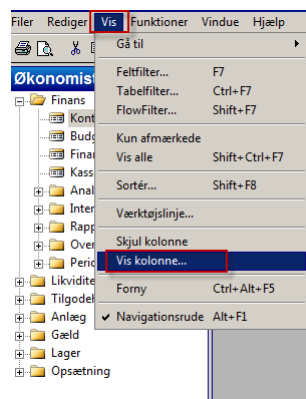 Filer Rediger Vis Funktioner Vindue Hjælp
Gå til
Feltfilter... F7
Tabelfilter... Ctrl+F7
FlowFilter... Shift+F7
Kun afmærkede
Vis alle Shift+Ctrl+F7
Sortér... Shift+F8
Værktøjslinje...
Skjul kolonne
Vis kolonne...
Forny Ctrl+Alt+F5
Navigationsrude Alt+F1
Økonomist
Finans
Kont
Budg
Finar
Kass
Anal
Inter
Rapp
Over
Peric
Likvidite
Tilgodeh
Anlæg
Gæld
Lager
Opsætning